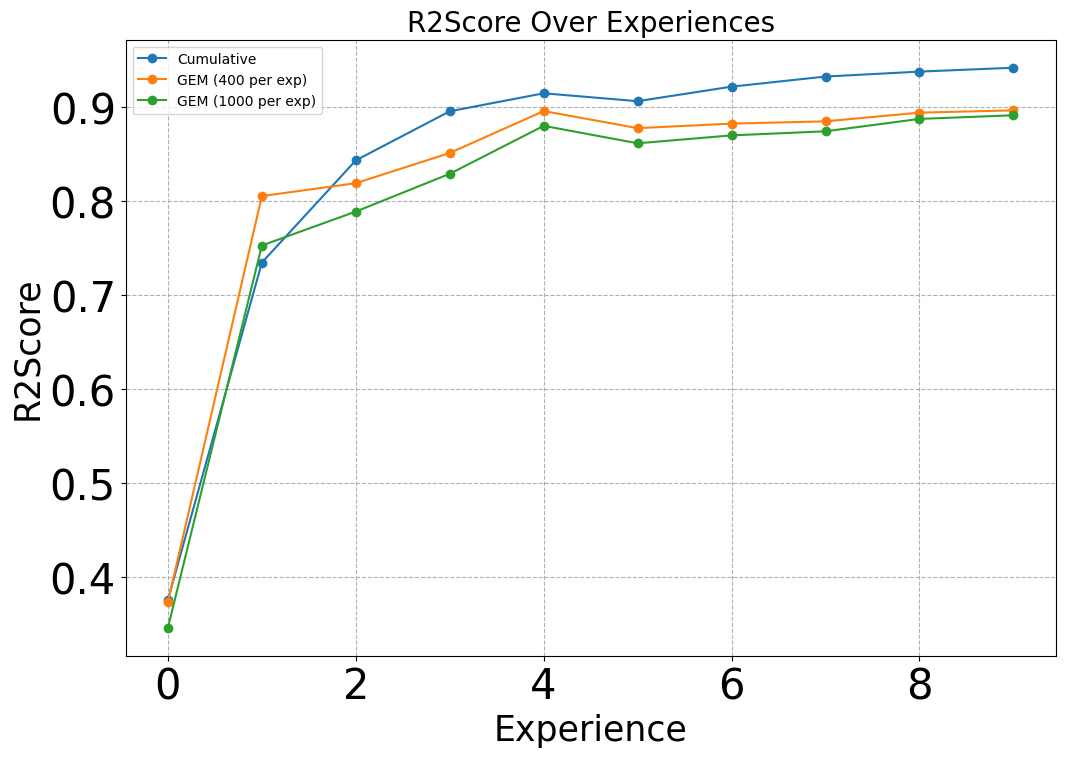 R2Score Over Experiences
Cumulative
GEM (400 per exp)
GEM (1000 per exp)
R2Score
0.9
0.8
0.7
0.6
0.5
0.4
0 2 4 6 8
Experience